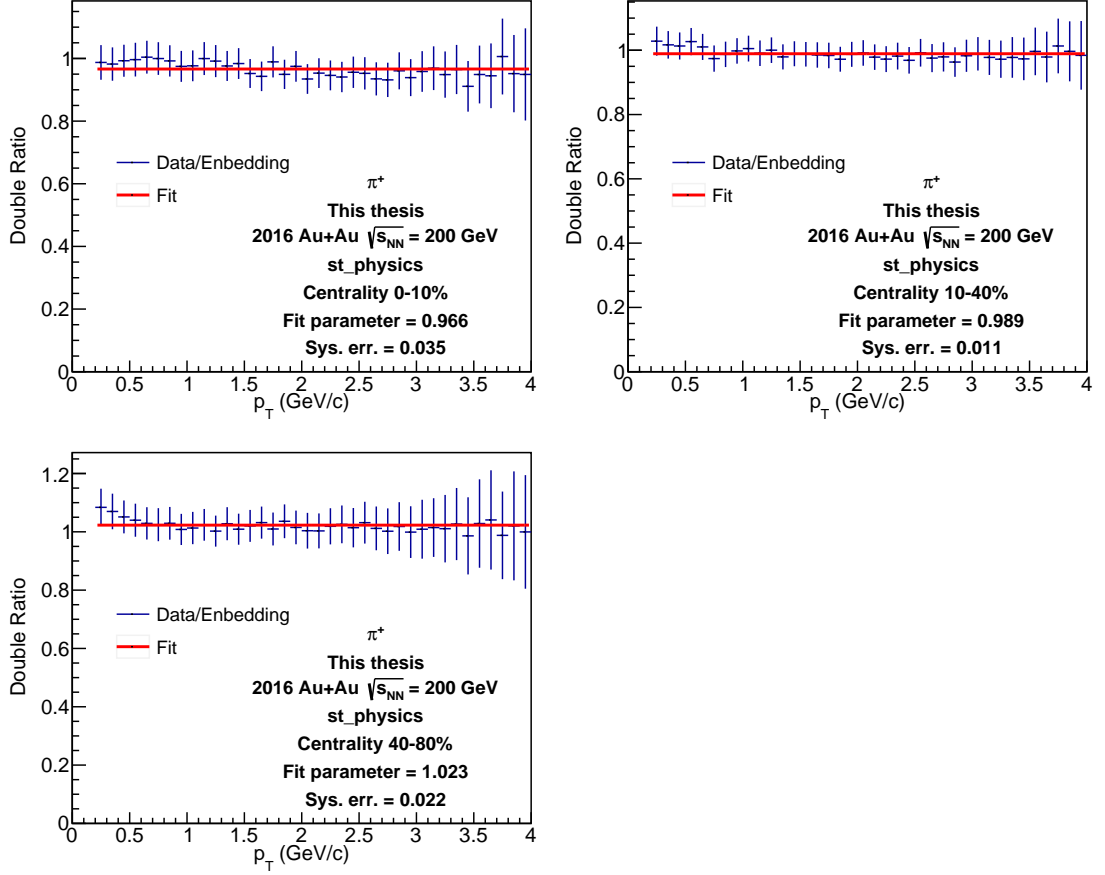 Double Ratio
1
0.8
0.6
0.4
0.2
0
Data/Enbedding
Fit
π+
This thesis
2016 Au+Au √sNN = 200 GeV
st_physics
Centrality 0-10%
Fit parameter = 0.966
Sys. err. = 0.035
0 0.5 1 1.5 2 2.5 3 3.5 4
pT (GeV/c)
Double Ratio
1
0.8
0.6
0.4
0.2
0
Data/Enbedding
Fit
π+
This thesis
2016 Au+Au √sNN = 200 GeV
st_physics
Centrality 10-40%
Fit parameter = 0.989
Sys. err. = 0.011
0 0.5 1 1.5 2 2.5 3 3.5 4
pT (GeV/c)
Double Ratio
1.2
1
0.8
0.6
0.4
0.2
0
Data/Enbedding
Fit
π+
This thesis
2016 Au+Au √sNN = 200 GeV
st_physics
Centrality 40-80%
Fit parameter = 1.023
Sys. err. = 0.022
0 0.5 1 1.5 2 2.5 3 3.5 4
pT (GeV/c)